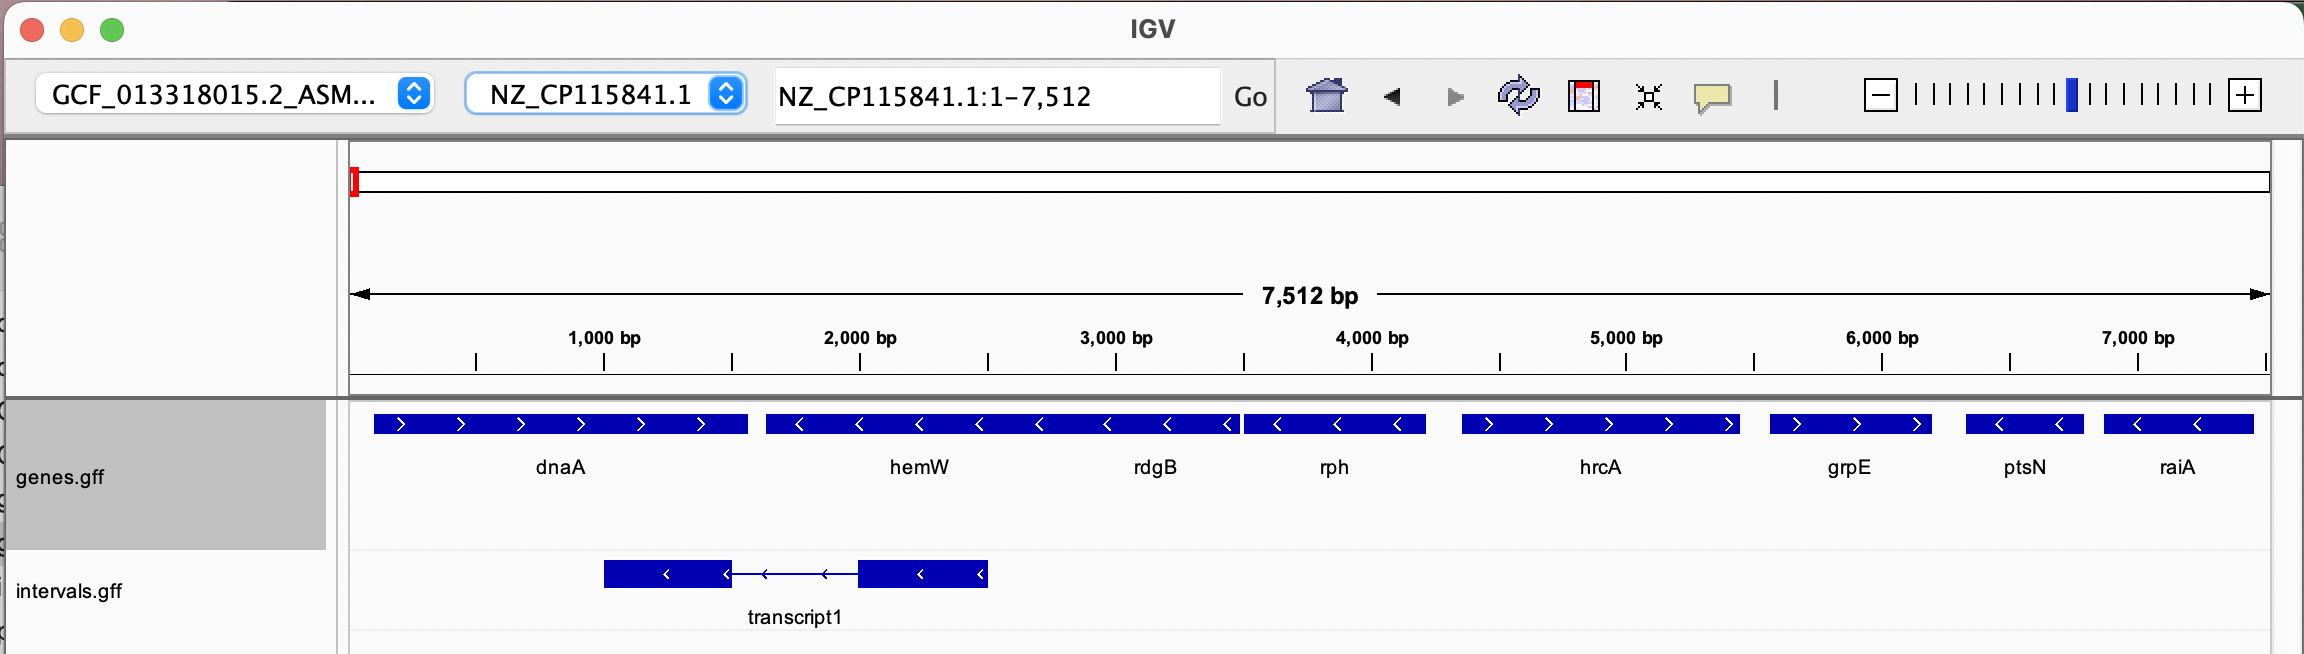 IGV
GCF_013318015.2_ASM... NZ_CP115841.1 NZ_CP115841.1:1-7,512 Go
7,512 bp
1,000 bp 2,000 bp 3,000 bp 4,000 bp 5,000 bp 6,000 bp 7,000 bp
genes.gff
dnaA hemW rdgB rph hrcA grpE ptsN raiA
intervals.gff
transcript1